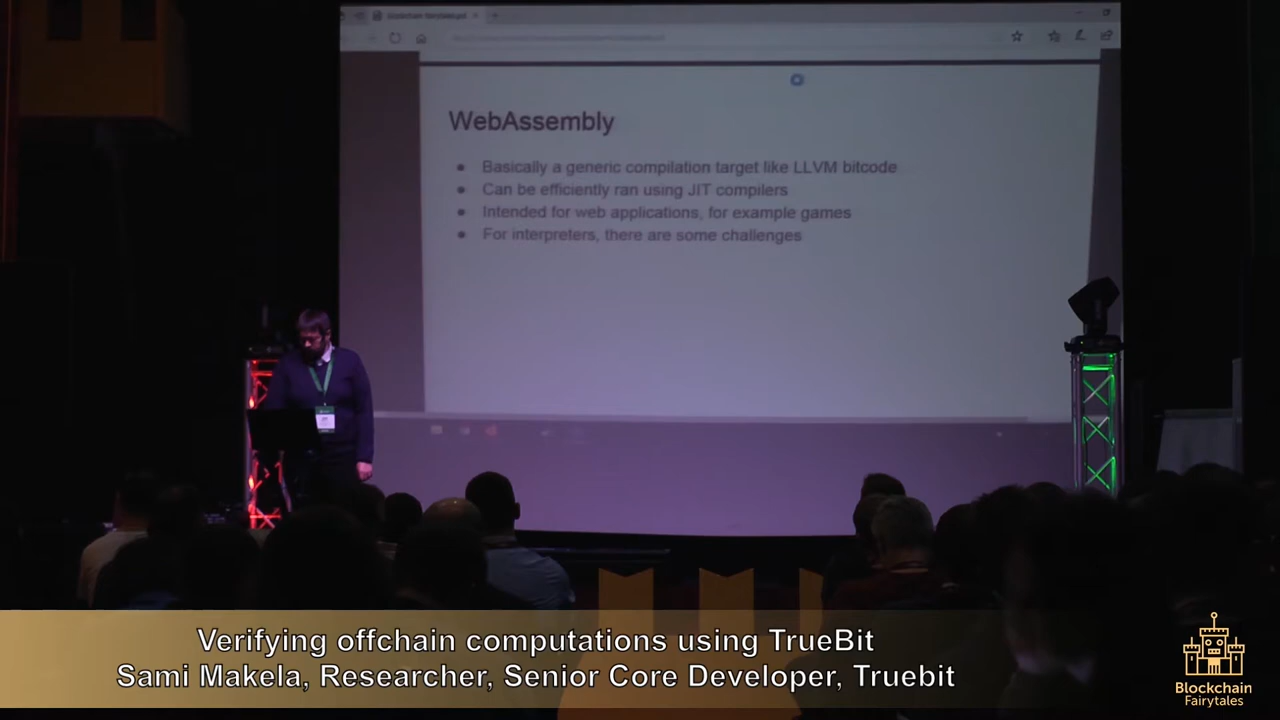 WebAssembly
● Basically a generic compilation target like LLVM bitcode
● Can be efficiently ran using JIT compilers
● Intended for web applications, for example games
● For interpreters, there are some challenges
Verifying offchain computations using TrueBit
Sami Makela, Researcher, Senior Core Developer, Truebit
Blockchain
Fairytales